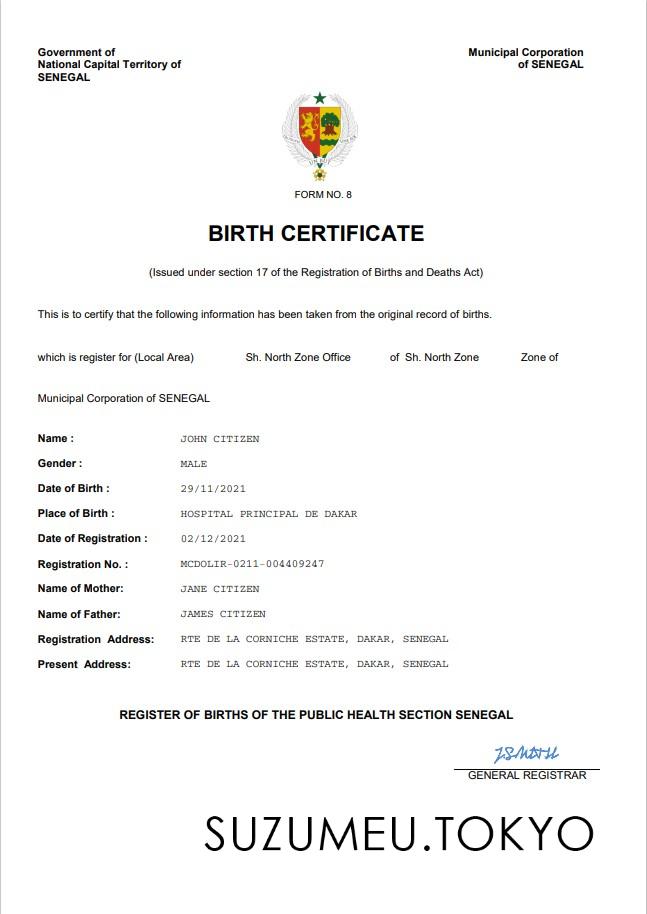 Government of
National Capital Territory of
SENEGAL
Municipal Corporation
of SENEGAL
FORM NO. 8
BIRTH CERTIFICATE
(Issued under section 17 of the Registration of Births and Deaths Act)
This is to certify that the following information has been taken from the original record of births.
which is register for (Local Area) Sh. North Zone Office of Sh. North Zone Zone of
Municipal Corporation of SENEGAL
Name : JOHN CITIZEN
Gender : MALE
Date of Birth : 29/11/2021
Place of Birth : HOSPITAL PRINCIPAL DE DAKAR
Date of Registration : 02/12/2021
Registration No. : MCDOLIR-0211-004409247
Name of Mother: JANE CITIZEN
Name of Father: JAMES CITIZEN
Registration Address: RTE DE LA CORNICHE ESTATE, DAKAR, SENEGAL
Present Address: RTE DE LA CORNICHE ESTATE, DAKAR, SENEGAL
REGISTER OF BIRTHS OF THE PUBLIC HEALTH SECTION SENEGAL
GENERAL REGISTRAR
SUZUMEU.TOKYO